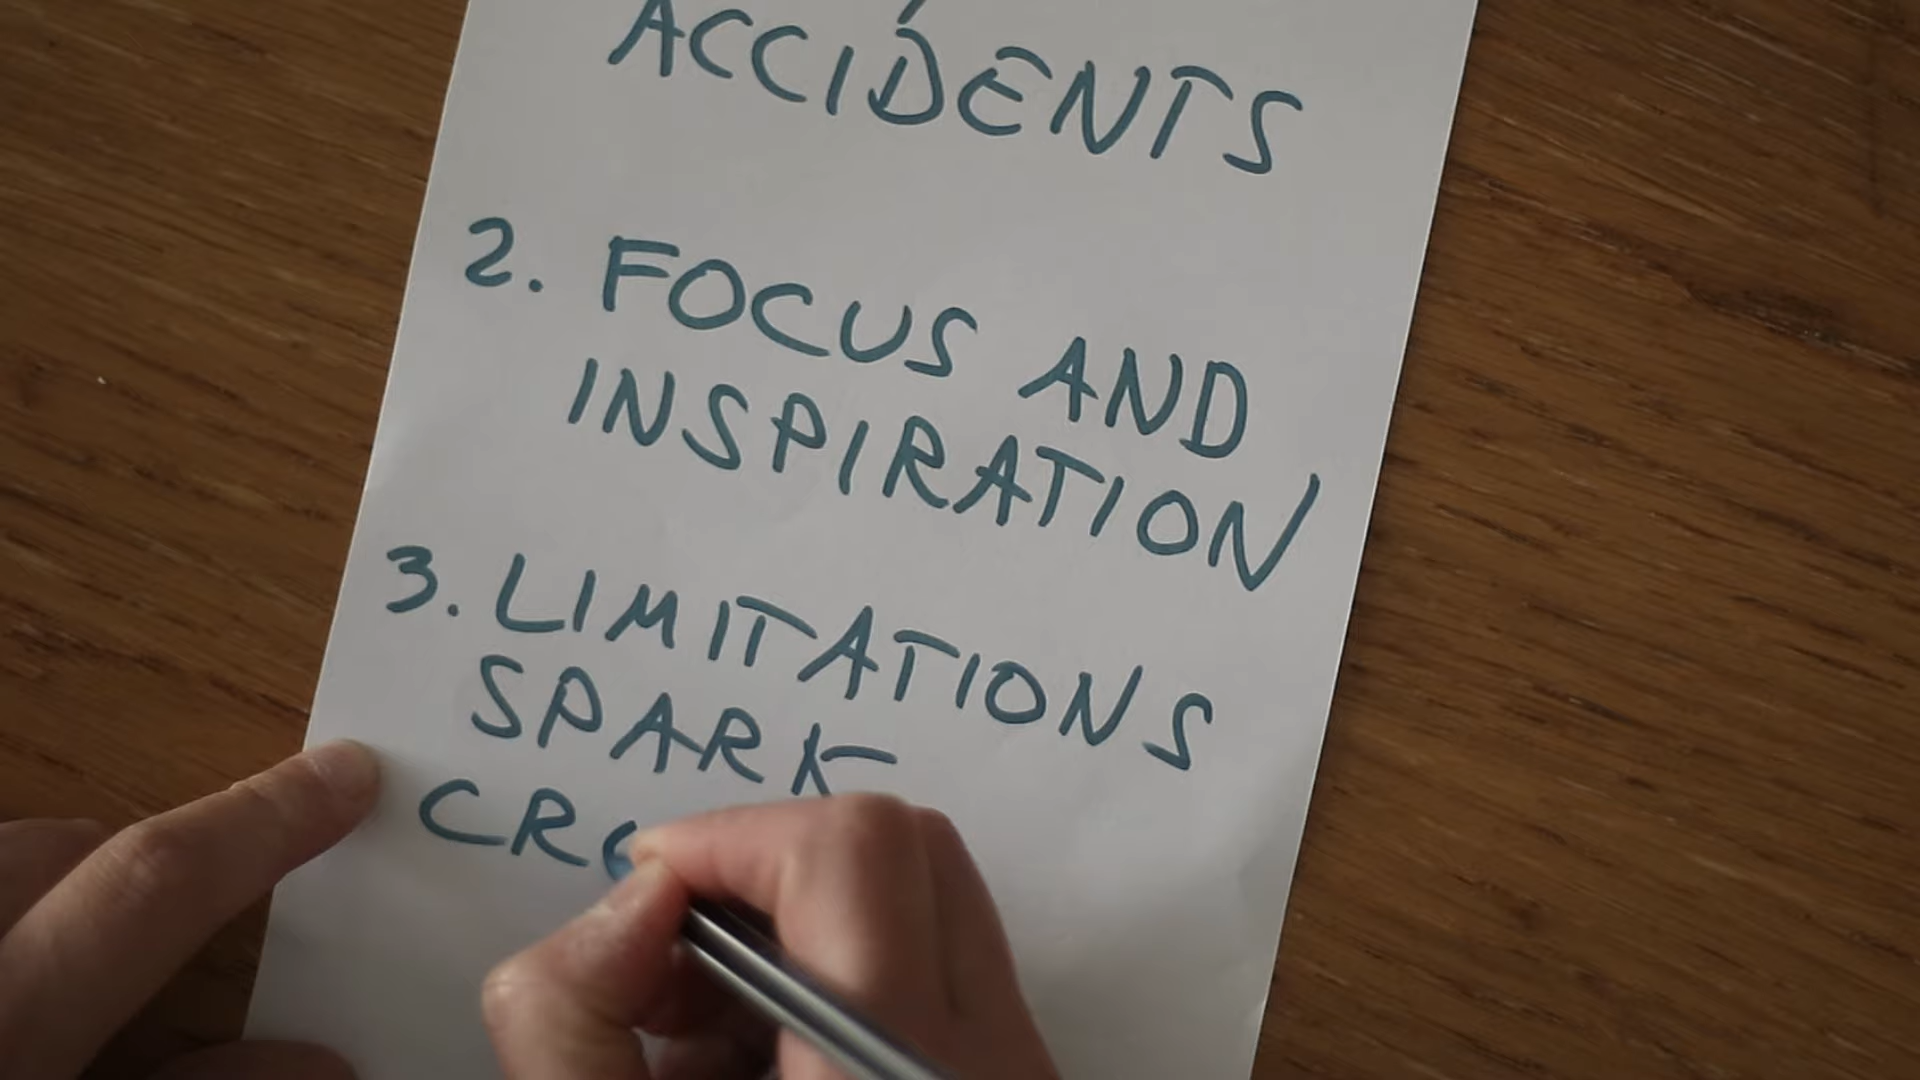 ACCIDENTS
2. FOCUS AND
INSPIRATION
3. LIMITATIONS
SPARK